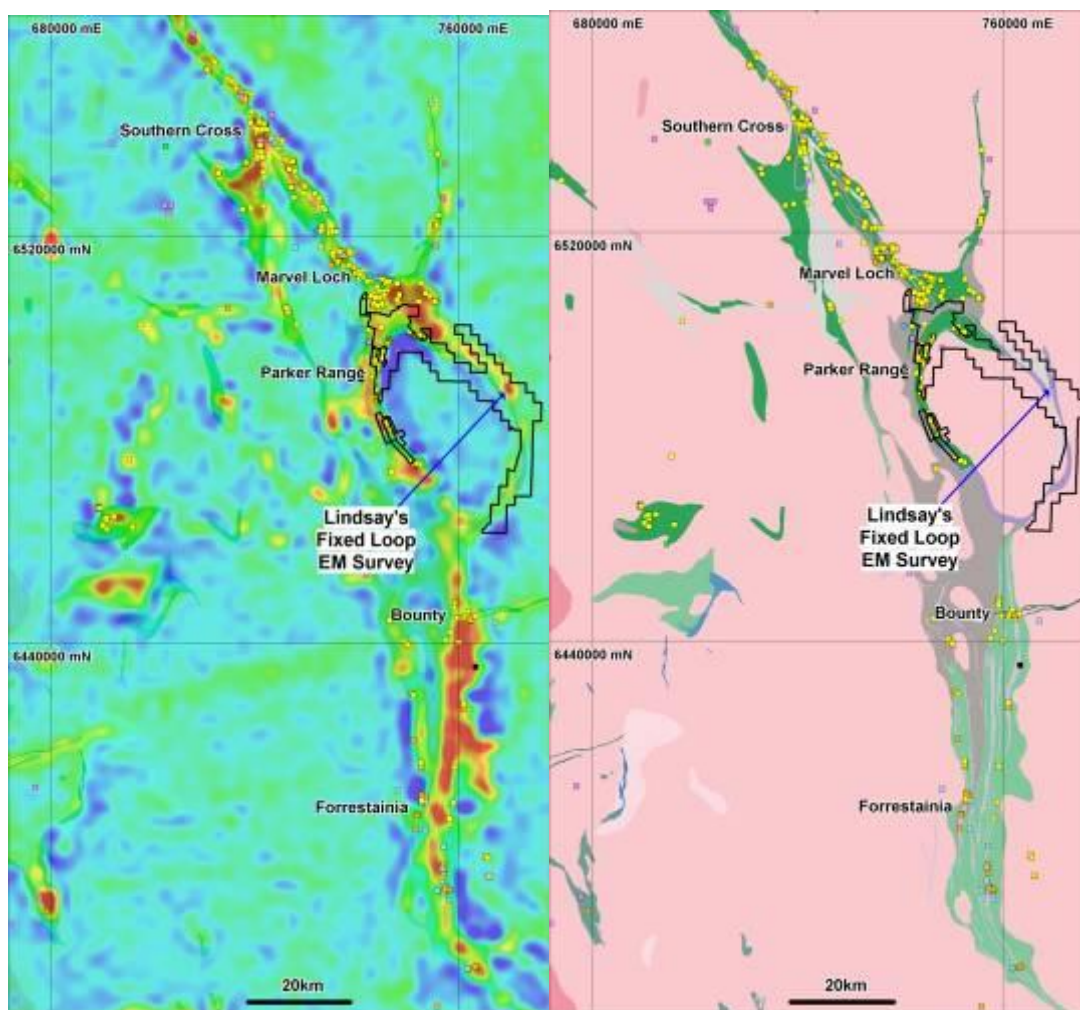 680000 mE
760000 mE
Southern Cross
6520000 mN
Marvel Loch
Parker Range
Lindsay's
Fixed Loop
EM Survey
Bounty
6440000 mN
Forrestainia
20km
680000 mE
760000 mE
Southern Cross
6520000 mN
Marvel Loch
Parker Range
Lindsay's
Fixed Loop
EM Survey
Bounty
6440000 mN
Forrestainia
20km